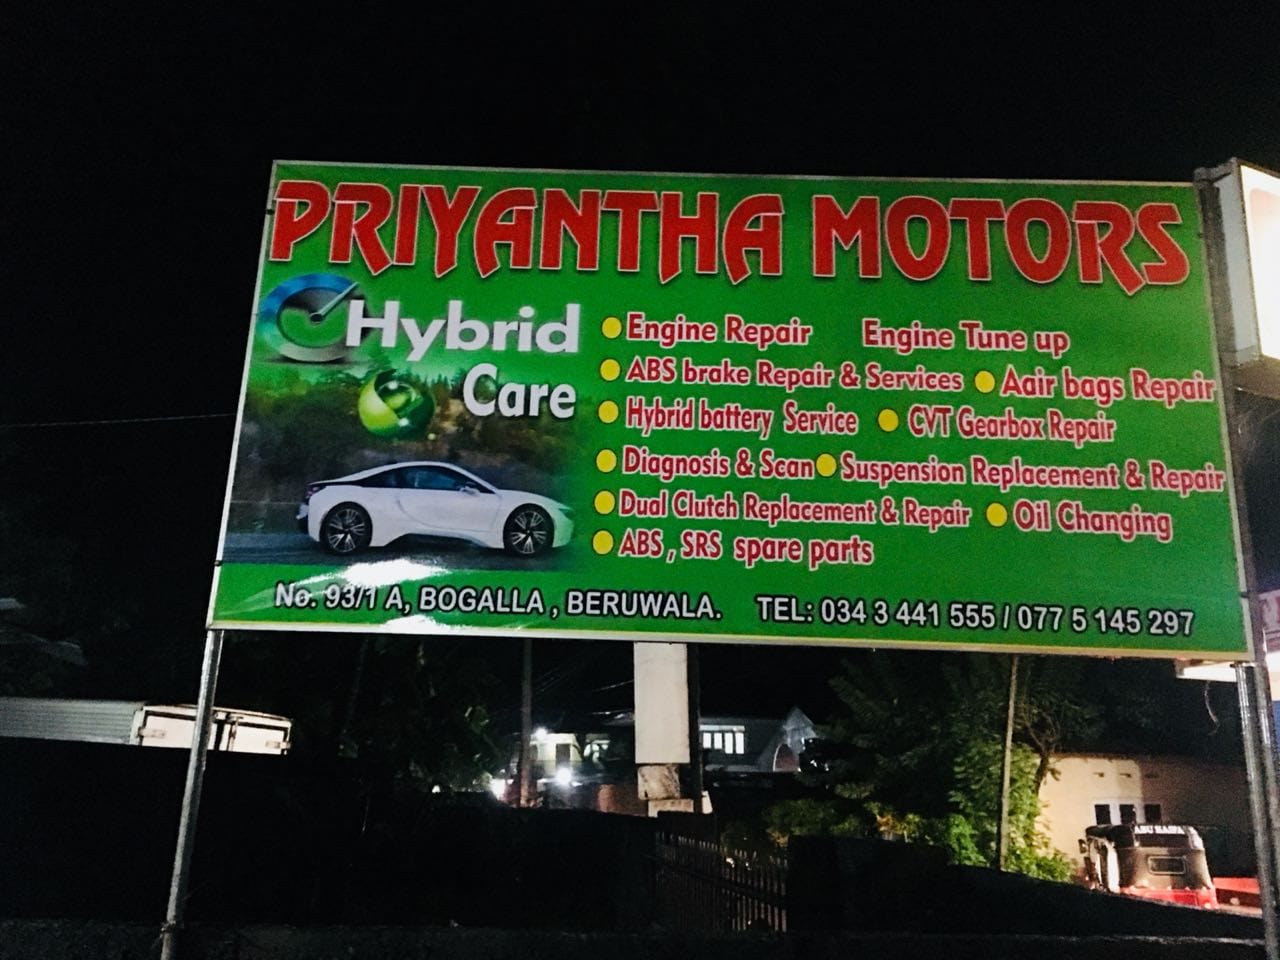 PRIYANTHA MOTORS
Hybrid
Care
Engine Repair Engine Tune up
ABS brake Repair & Services Aair bags Repair
Hybrid battery Service CVT Gearbox Repair
Diagnosis & Scan Suspension Replacement & Repair
Dual Clutch Replacement & Repair Oil Changing
ABS , SRS spare parts
No. 93/1 A, BOGALLA , BERUWALA. TEL: 034 3 441 555 / 077 5 145 297